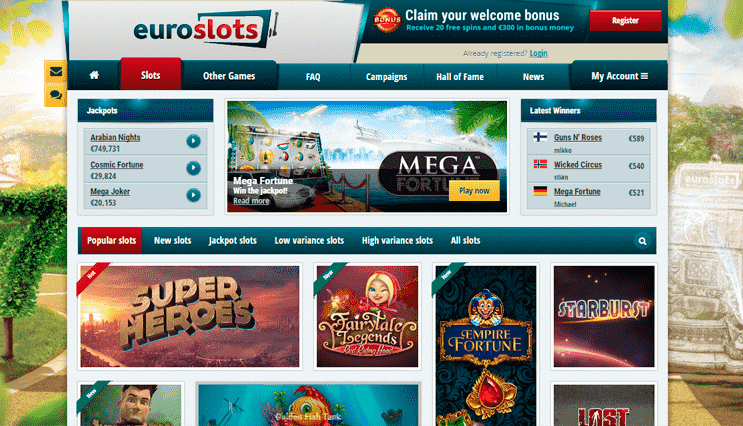 euroslots
BONUS
Claim your welcome bonus
Receive 20 free spins and €300 in bonus money
Register
Already registered? Login
Slots
Other Games
FAQ
Campaigns
Hall of Fame
News
My Account
Jackpots
Arabian Nights
€749,731
Cosmic Fortune
€29,824
Mega Joker
€20,153
MEGA
FORTUNE
Mega Fortune
Win the jackpot!
Read more
Play now
Latest Winners
Guns N' Roses €589
mikko
Wicked Circus €540
stian
Mega Fortune €521
Michael
euroslots
Popular slots
New slots
Jackpot slots
Low variance slots
High variance slots
All slots
Hot
SUPER
HEROES
New
Fairytale
Legends
Red Riding Hood
New
EMPIRE
FORTUNE
STARBURST
New
Golden Fish Tank
LOST